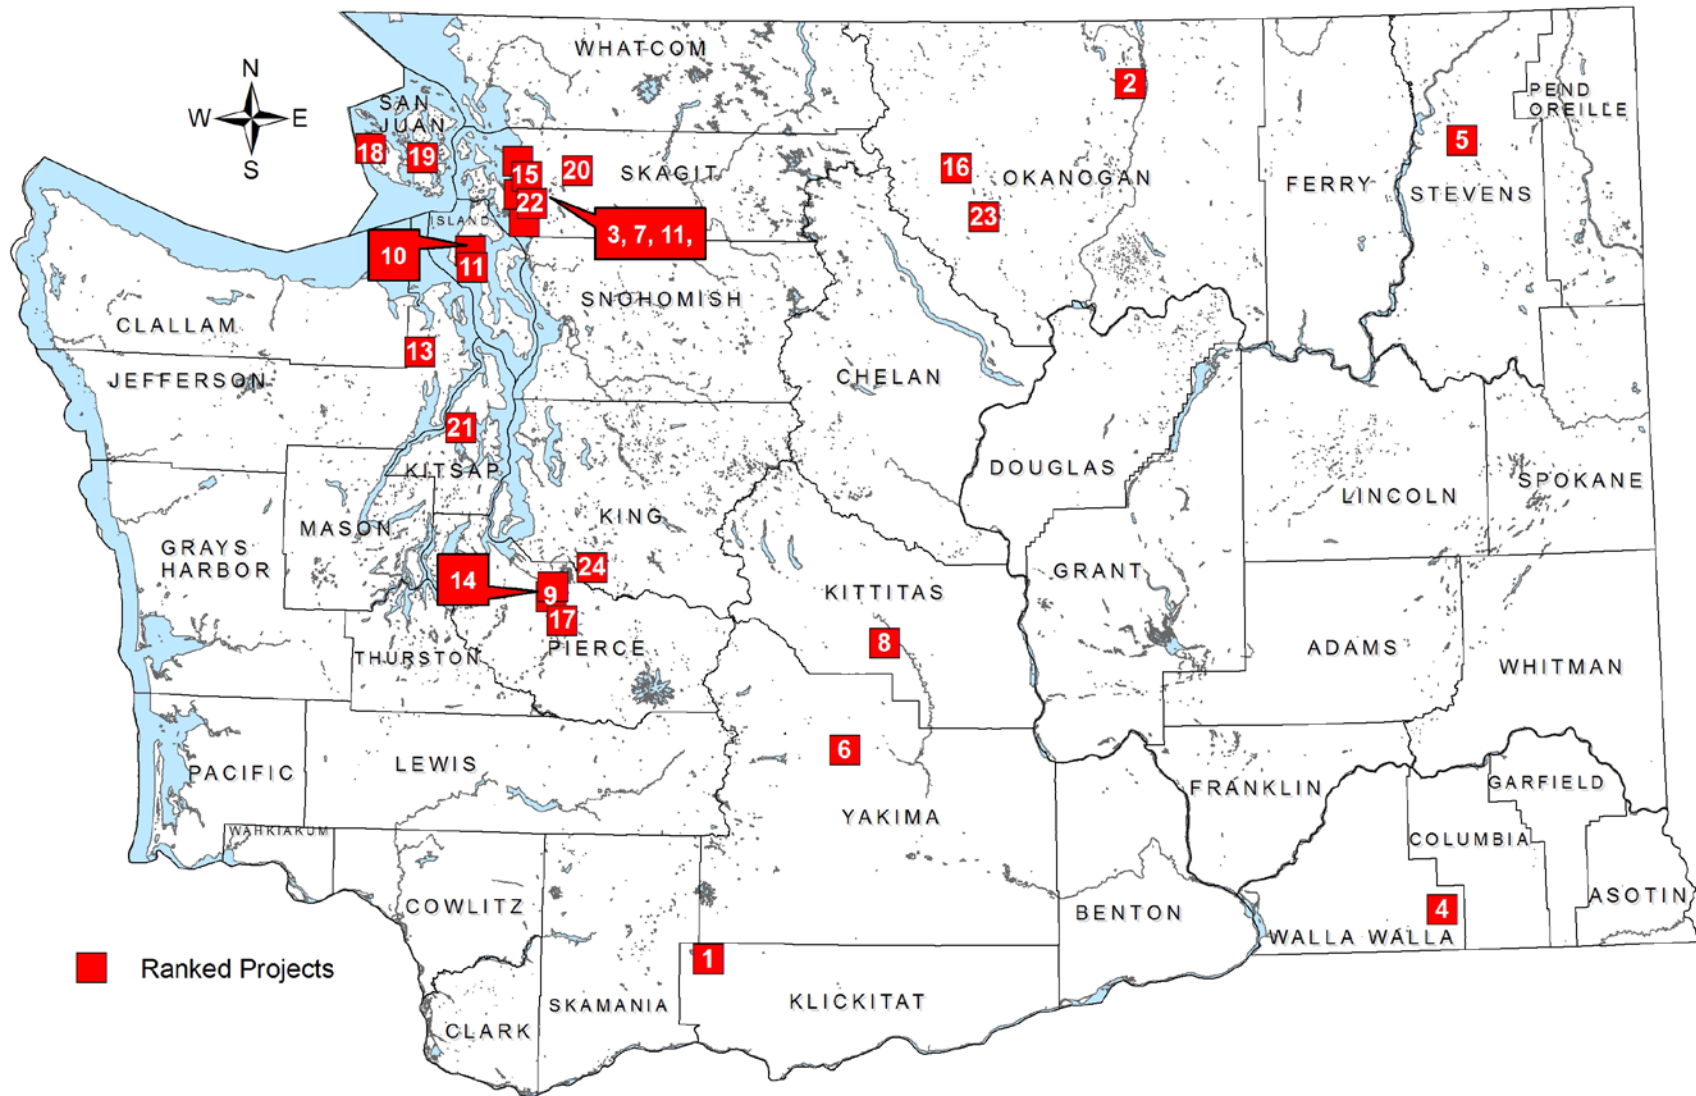 N
W E
S
WHATCOM
SAN
JUAN
18
19
15
20
SKAGIT
22
3, 7, 11,
ISLAND
10
11
SNOHOMISH
CLALLAM
13
JEFFERSON
21
KITSAP
MASON
KING
GRAYS
HARBOR
14
24
9
17
PIERCE
THURSTON
PACIFIC
LEWIS
WAHKIAKUM
COWLITZ
CLARK
SKAMANIA
2
16
OKANOGAN
23
FERRY
5
STEVENS
PEND
OREILLE
CHELAN
DOUGLAS
LINCOLN
SPOKANE
KITTITAS
8
GRANT
ADAMS
WHITMAN
6
YAKIMA
FRANKLIN
GARFIELD
COLUMBIA
BENTON
ASOTIN
4
WALLA WALLA
1
KLICKITAT
Ranked Projects